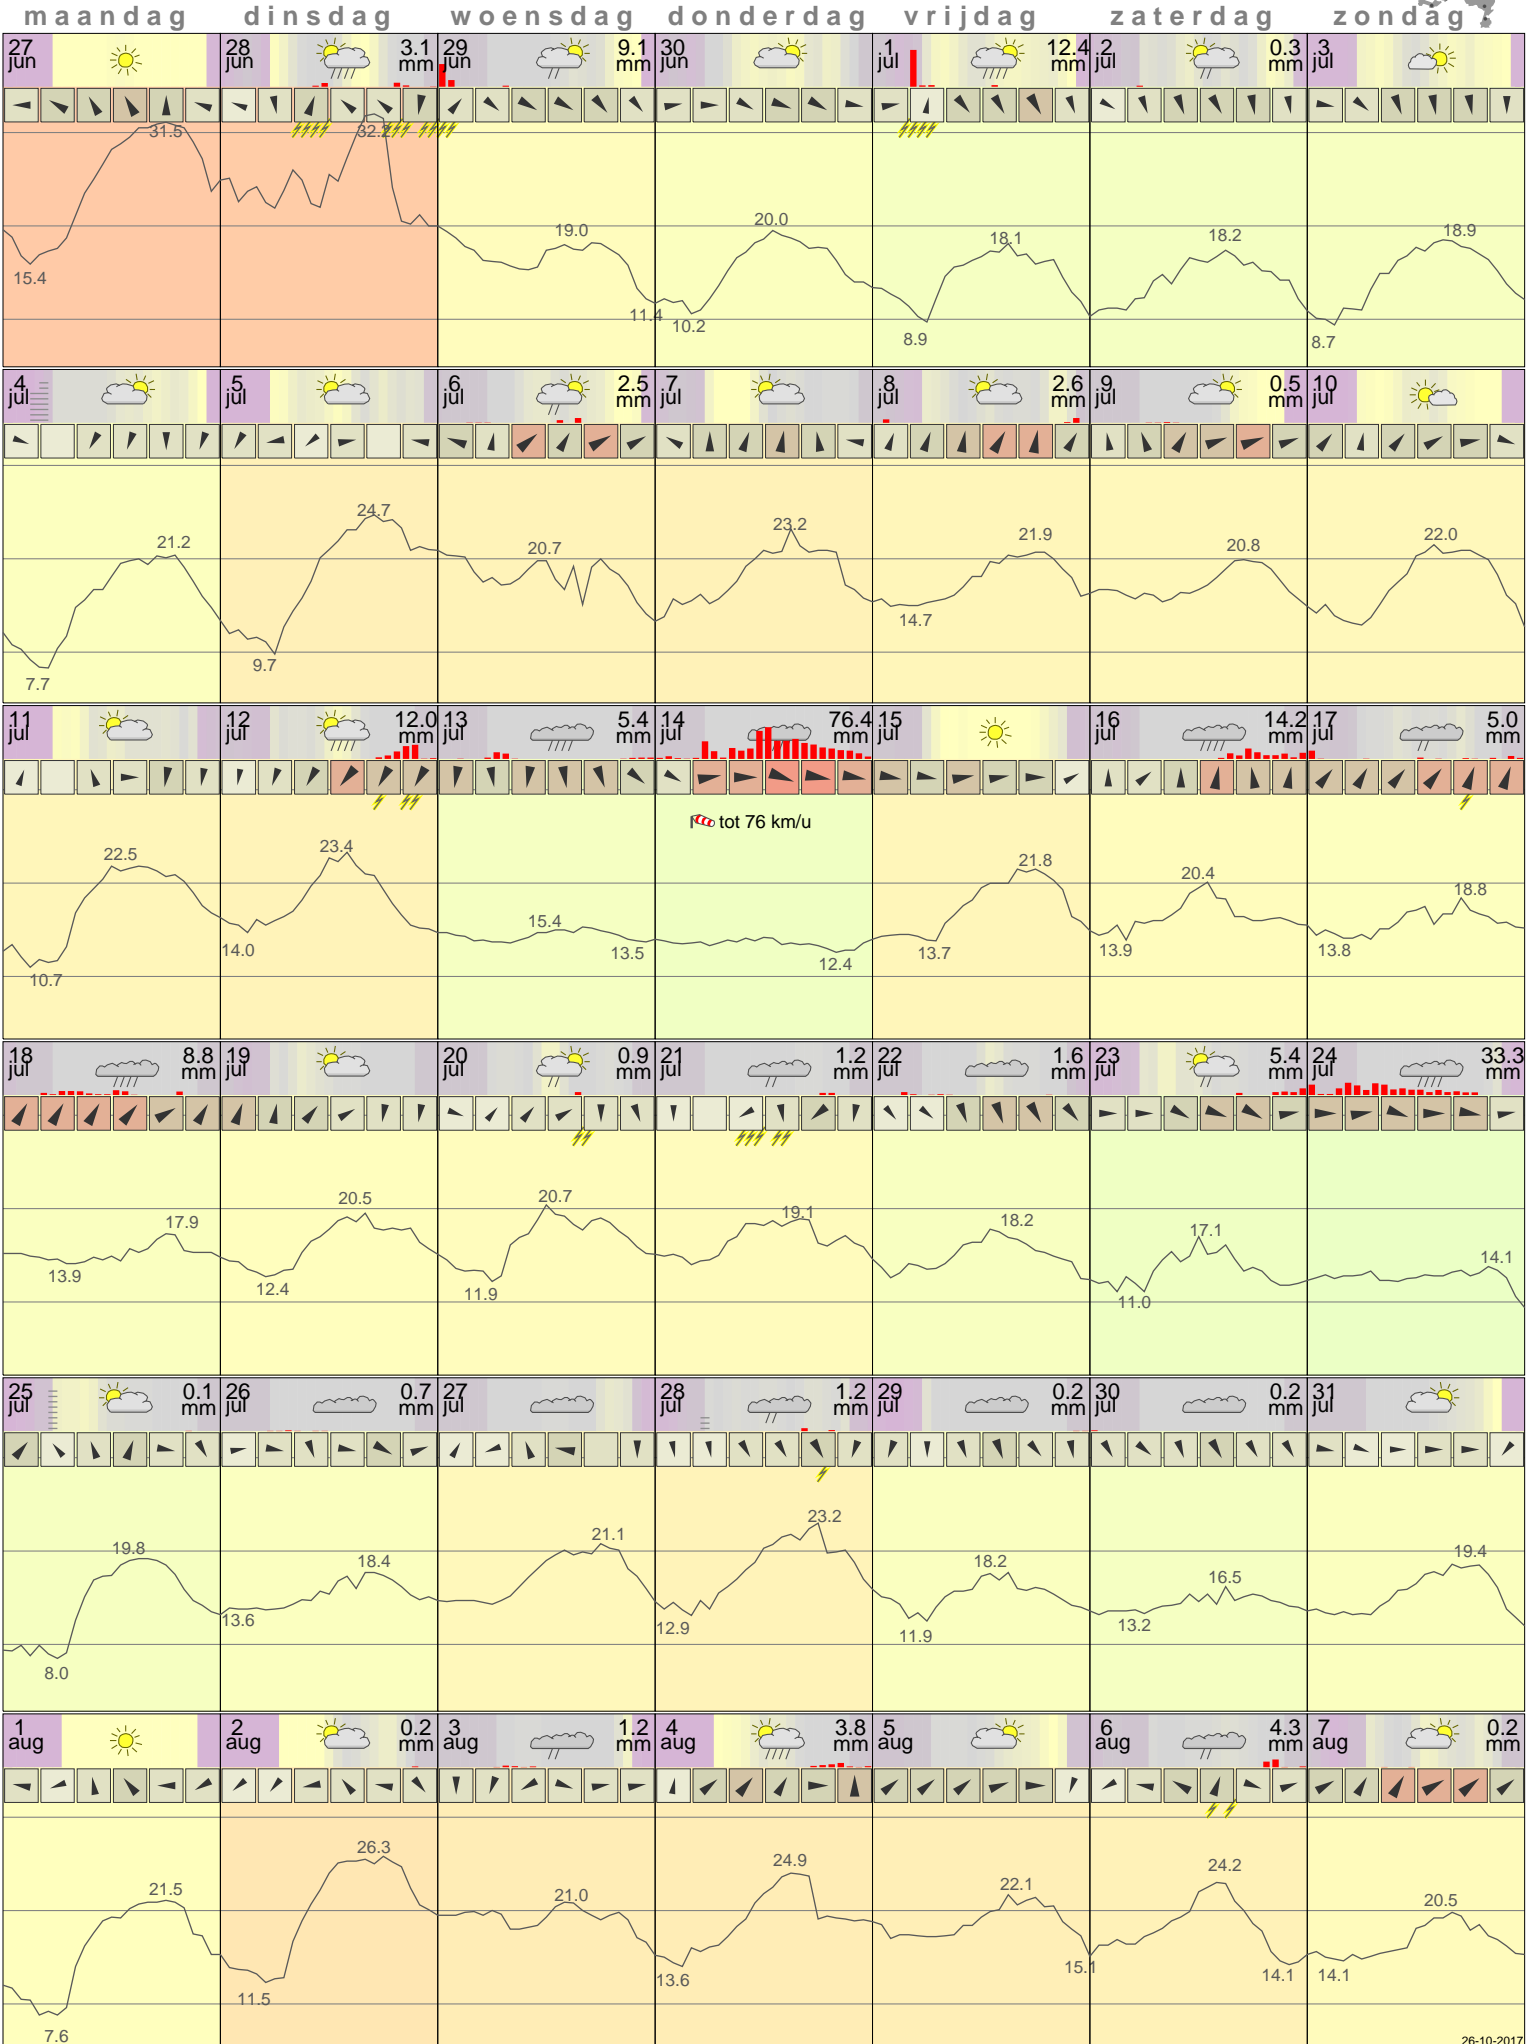 maandag dinsdag woensdag donderdag vrijdag zaterdag zondag
27 28 3.1 29 9.1 30 1 12.4 2 0.3 3
jun jun mm jun mm jun jul mm jul mm jul
31.5 32.2
19.0 20.0 18.1 18.2 18.9
15.4 11.4 10.2 8.9 8.7
4 5 6 2.5 7 8 2.6 9 0.5 10
jul jul jul mm jul jul mm jul mm jul
21.2 24.7 20.7 23.2 21.9 20.8 22.0
7.7 9.7 14.7
11 12 12.0 13 5.4 14 76.4 15 16 14.2 17 5.0
jul jul mm jul mm jul mm jul jul mm jul mm
tot 76 km/u
22.5 23.4 15.4 21.8 20.4 18.8
10.7 14.0 13.5 12.4 13.7 13.9 13.8
18 8.8 19 20 0.9 21 1.2 22 1.6 23 5.4 24 33.3
jul mm jul jul mm jul mm jul mm jul mm jul mm
17.9 20.5 20.7 19.1 18.2 17.1 14.1
13.9 12.4 11.9 11.0
25 0.1 26 0.7 27 28 1.2 29 0.2 30 0.2 31
jul mm jul mm jul jul mm jul mm jul mm jul
19.8 18.4 21.1 23.2 18.2 16.5 19.4
8.0 13.6 12.9 11.9 13.2
1 2 0.2 3 1.2 4 3.8 5 6 4.3 7 0.2
aug aug mm aug mm aug mm aug aug mm aug mm
21.5 26.3 21.0 24.9 22.1 24.2 20.5
7.6 11.5 13.6 15.1 14.1 14.1
26-10-2017